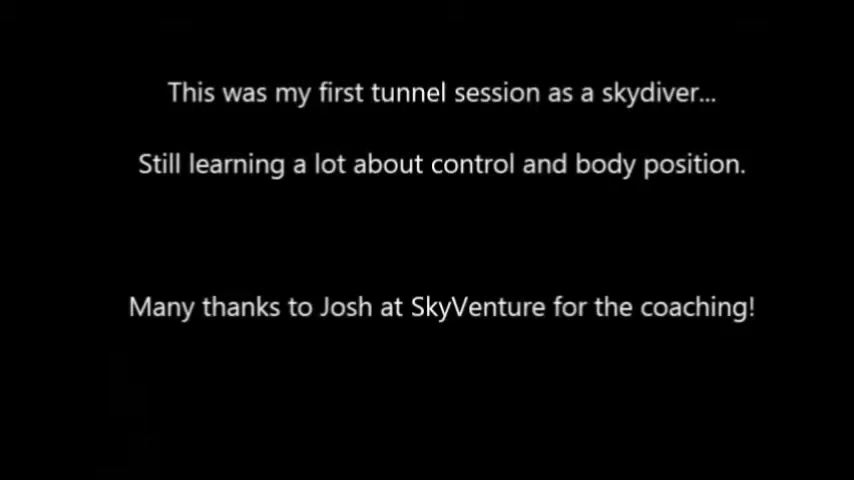 This was my first tunnel session as a skydiver...
Still learning a lot about control and body position.
Many thanks to Josh at SkyVenture for the coaching!